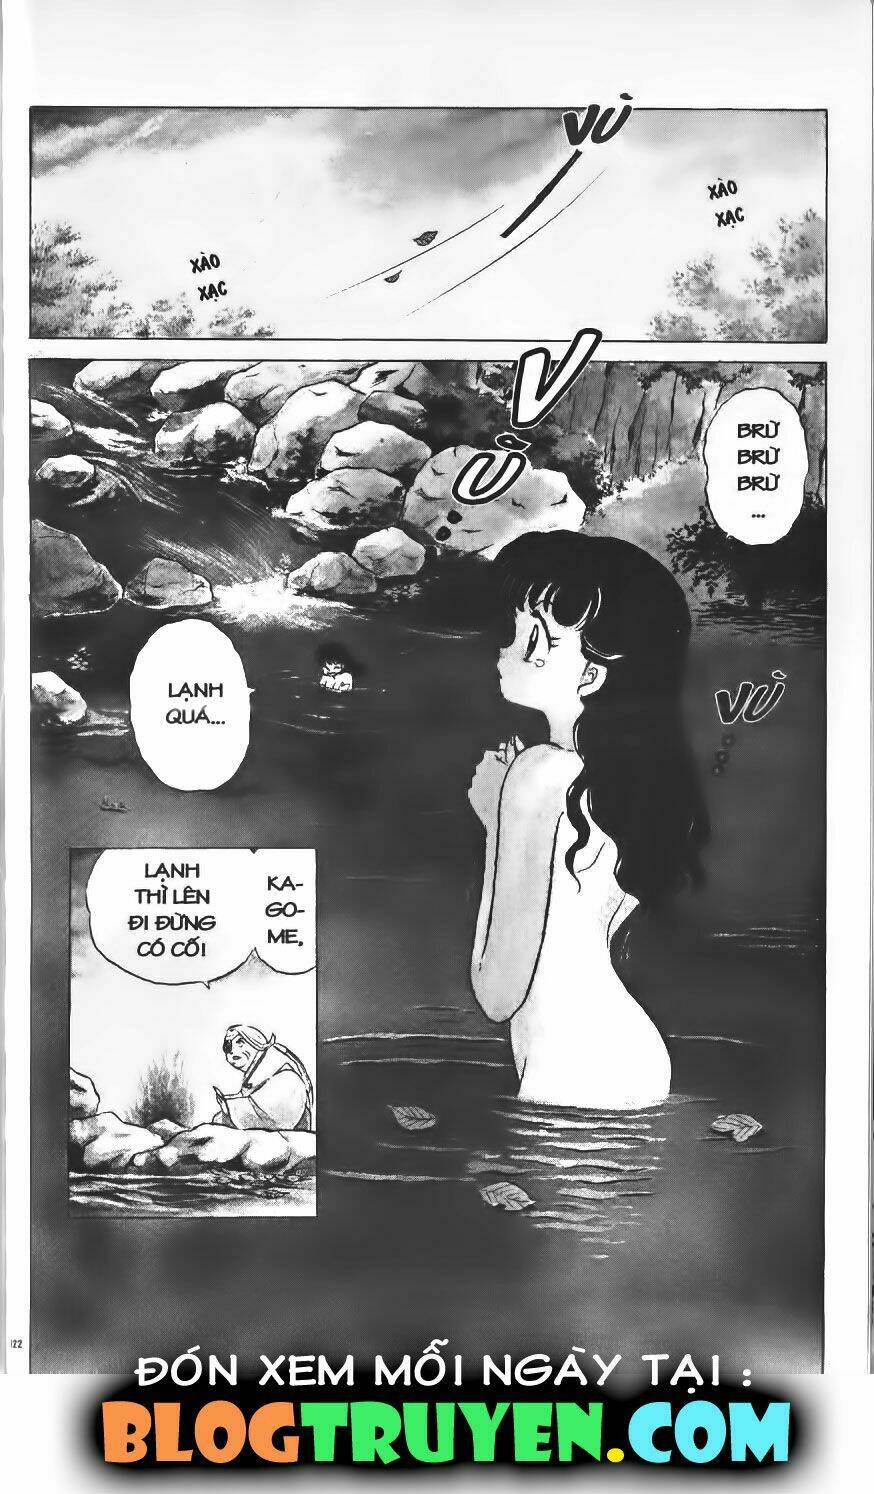 VÙ
XÀO
XẠC
XÀO
XẠC
VÙ
BRỪ
BRỪ
BRỪ
...
LẠNH
QUÁ...
VÙ
KA-
GO-
ME,
LẠNH
THÌ LÊN
ĐI ĐỪNG
CÓ CỐ!
122
ĐÓN XEM MỖI NGÀY TẠI :
BLOGTRUYEN.COM